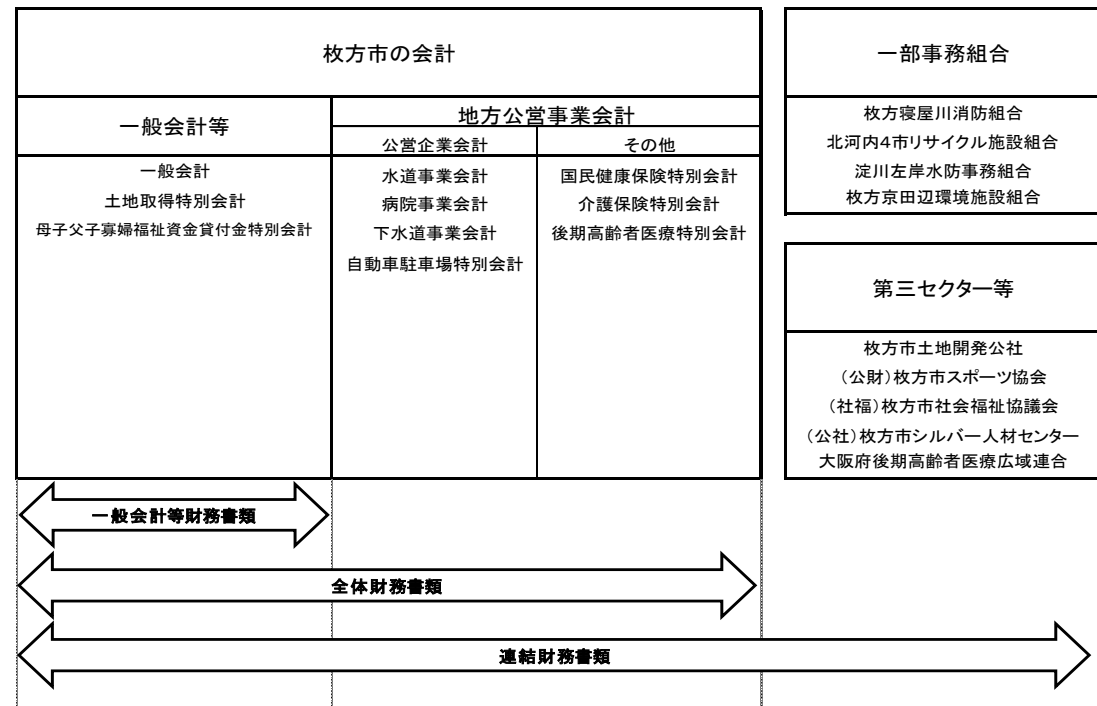 枚方市の会計
一般会計等
地方公営事業会計
公営企業会計
その他
一般会計
土地取得特別会計
母子父子寡婦福祉資金貸付金特別会計
水道事業会計
病院事業会計
下水道事業会計
自動車駐車場特別会計
国民健康保険特別会計
介護保険特別会計
後期高齢者医療特別会計
一部事務組合
枚方寝屋川消防組合
北河内4市リサイクル施設組合
淀川左岸水防事務組合
枚方京田辺環境施設組合
第三セクター等
枚方市土地開発公社
(公財)枚方市スポーツ協会
(社福)枚方市社会福祉協議会
(公社)枚方市シルバー人材センター
大阪府後期高齢者医療広域連合
一般会計等財務書類
全体財務書類
連結財務書類